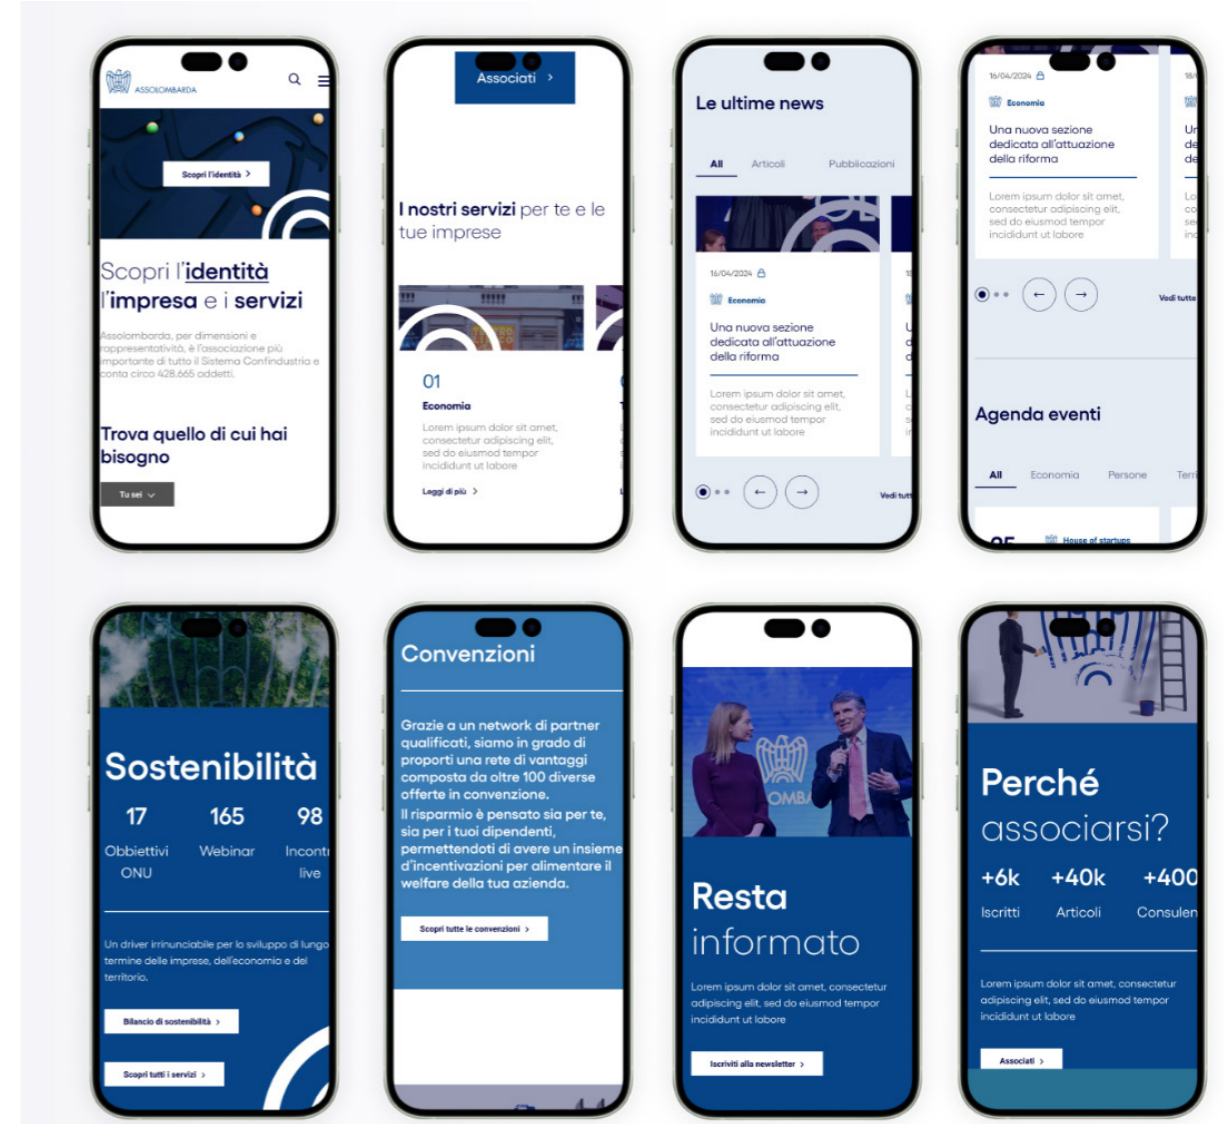 ASSOLOMBARDA
Scopri l'identità >
Scopri l'identità
l'impresa e i servizi
Assolombarda, per dimensioni e
rappresentatività, è l'associazione più
importante di tutto il Sistema Confindustria e
conta circo 428.665 addetti.
Trova quello di cui hai
bisogno
Tu sei
Associati >
I nostri servizi per te e le
tue imprese
01
Economia
Lorem ipsum dolor sit amet,
consectetur adipiscing elit,
sed do eiusmod tempor
incididunt ut labore
Leggi di più >
Le ultime news
All Articoli Pubblicazioni
16/04/2024
Economia
Una nuova sezione
dedicata all'attuazione
della riforma
Lorem ipsum dolor sit amet,
consectetur adipiscing elit,
sed do eiusmod tempor
incididunt ut labore
← →
Vedi tutt
16/04/2024
Economia
Una nuova sezione
dedicata all'attuazione
della riforma
Lorem ipsum dolor sit amet,
consectetur adipiscing elit,
sed do eiusmod tempor
incididunt ut labore
← →
Vedi tutte
Agenda eventi
All Economia Persone Terri
05 House of startups
Sostenibilità
17 165 98
Obbiettivi Webinar Incontr
ONU live
Un driver irrinunciabile per lo sviluppo di lungo
termine delle imprese, dell'economia e del
territorio.
Bilancio di sostenibilità >
Scopri tutti i servizi >
Convenzioni
Grazie a un network di partner
qualificati, siamo in grado di
proporti una rete di vantaggi
composta da oltre 100 diverse
offerte in convenzione.
Il risparmio è pensato sia per te,
sia per i tuoi dipendenti,
permettendoti di avere un insieme
d'incentivazioni per alimentare il
welfare della tua azienda.
Scopri tutte le convenzioni >
OMBA
Resta
informato
Lorem ipsum dolor sit amet, consectetur
adipiscing elit, sed do eiusmod tempor
incididunt ut labore
Iscriviti alla newsletter >
Perché
associarsi?
+6k +40k +400
Iscritti Articoli Consulen
Lorem ipsum dolor sit amet, consectetur
adipiscing elit, sed do eiusmod tempor
incididunt ut labore
Associati >